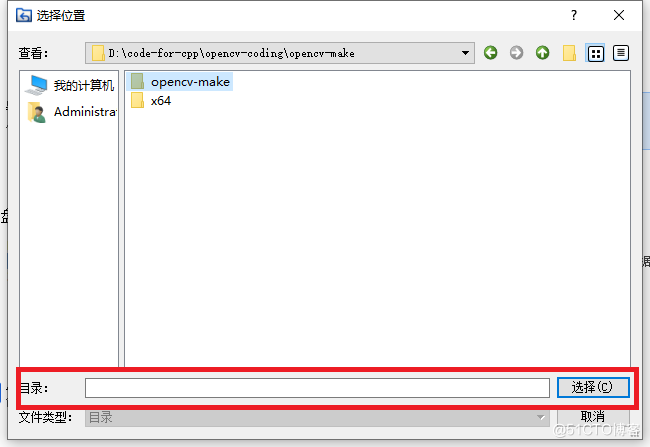 选择位置
?
查看:
D:\code-for-cpp\opencv-coding\opencv-make
我的计算机
Administra
opencv-make
x64
目录:
选择(C)
文件类型:
目录
取消
@51CTO博客